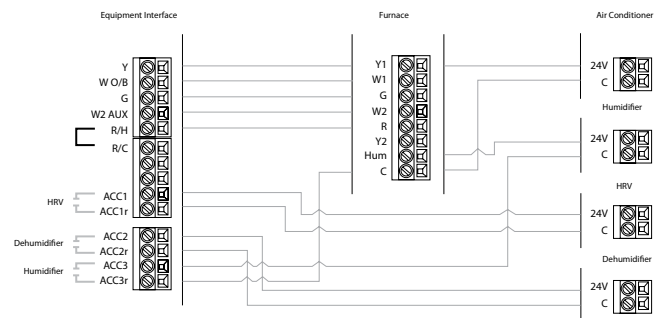 Equipment Interface
Furnace
Air Conditioner
Y
W O/B
G
W2 AUX
R/H
R/C
ACC1
ACC1r
ACC2
ACC2r
ACC3
ACC3r
HRV
Dehumidifier
Humidifier
Y1
W1
G
W2
R
Y2
Hum
C
24V
C
Humidifier
24V
C
HRV
24V
C
Dehumidifier
24V
C